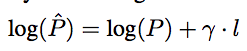 log(P̂) = log(P) + γ · l